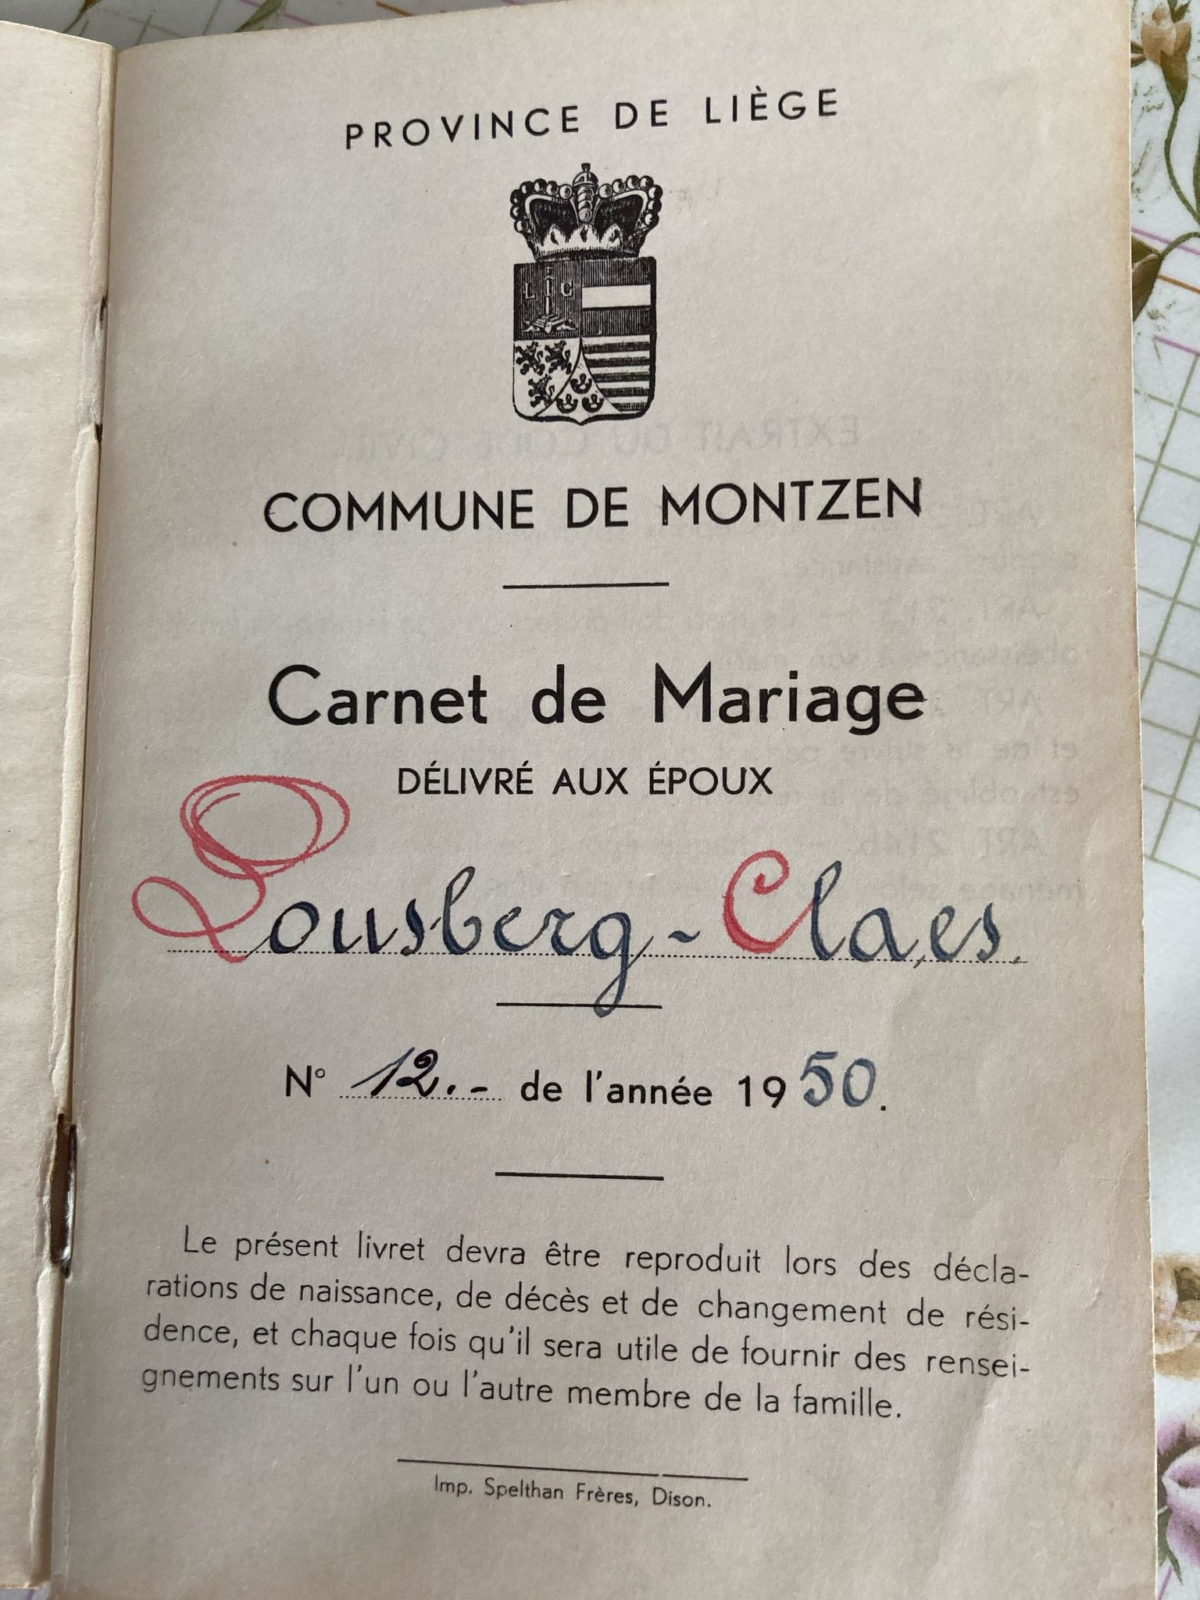 PROVINCE DE LIÈGE
L G
COMMUNE DE MONTZEN
Carnet de Mariage
DÉLIVRÉ AUX ÉPOUX
Lousberg - Claes.
N° 12.- de l'année 1950.
Le présent livret devra être reproduit lors des décla-
rations de naissance, de décès et de changement de rési-
dence, et chaque fois qu'il sera utile de fournir des rensei-
gnements sur l'un ou l'autre membre de la famille.
Imp. Spelthan Frères, Dison.